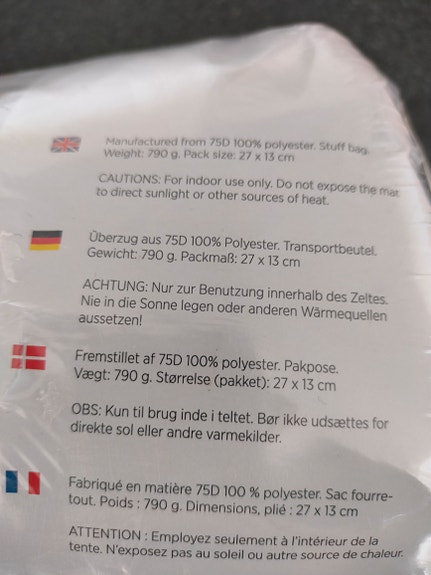 Manufactured from 75D 100% polyester. Stuff bag.
Weight: 790 g. Pack size: 27 x 13 cm
CAUTIONS: For indoor use only. Do not expose the mat
to direct sunlight or other sources of heat.
Überzug aus 75D 100% Polyester. Transportbeutel.
Gewicht: 790 g. Packmaß: 27 x 13 cm
ACHTUNG: Nur zur Benutzung innerhalb des Zeltes.
Nie in die Sonne legen oder anderen Wärmequellen
aussetzen!
Fremstillet af 75D 100% polyester. Pakpose.
Vægt: 790 g. Størrelse (pakket): 27 x 13 cm
OBS: Kun til brug inde i teltet. Bør ikke udsættes for
direkte sol eller andre varmekilder.
Fabriqué en matière 75D 100 % polyester. Sac fourre-
tout. Poids : 790 g. Dimensions, plié : 27 x 13 cm
ATTENTION : Employez seulement à l'intérieur de la
tente. N'exposez pas au soleil ou autre source de chaleur.